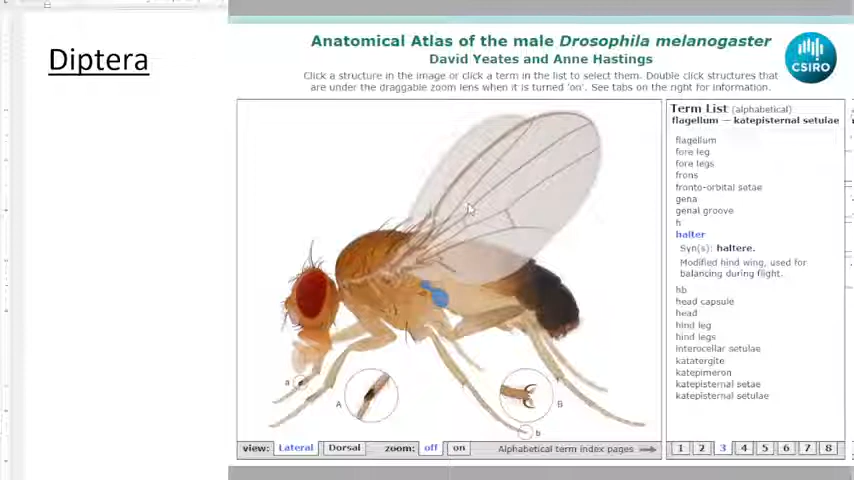 Diptera
Anatomical Atlas of the male Drosophila melanogaster
David Yeates and Anne Hastings
Click a structure in the image or click a term in the list to select them. Double click structures that
are under the draggable zoom lens when it is turned 'on'. See tabs on the right for information.
CSIRO
Term List (alphabetical)
flagellum — katepisternal setulae
flagellum
fore leg
fore legs
frons
fronto-orbital setae
gena
genal groove
h
halter
Syn(s): haltere.
Modified hind wing, used for
balancing during flight.
hb
head capsule
head
hind leg
hind legs
interocellar setulae
katatergite
katepimeron
katepisternal setae
katepisternal setulae
a
A
B
b
view: Lateral Dorsal zoom: off on Alphabetical term index pages 1 2 3 4 5 6 7 8